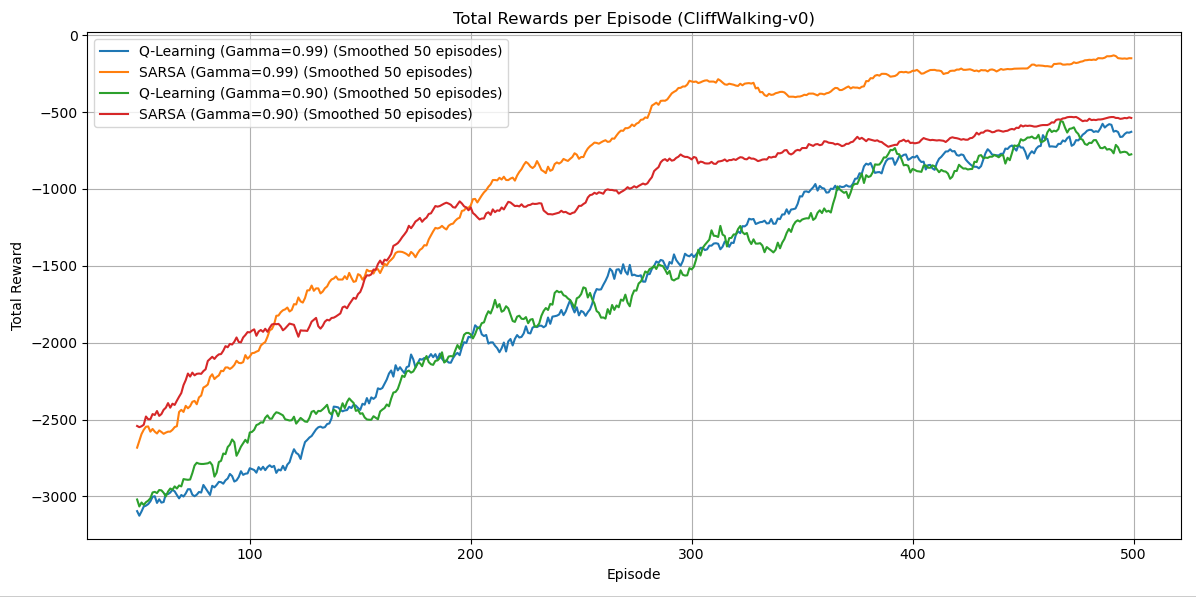 Total Rewards per Episode (CliffWalking-v0)
Q-Learning (Gamma=0.99) (Smoothed 50 episodes)
SARSA (Gamma=0.99) (Smoothed 50 episodes)
Q-Learning (Gamma=0.90) (Smoothed 50 episodes)
SARSA (Gamma=0.90) (Smoothed 50 episodes)
Total Reward
0
−500
−1000
−1500
−2000
−2500
−3000
100 200 300 400 500
Episode